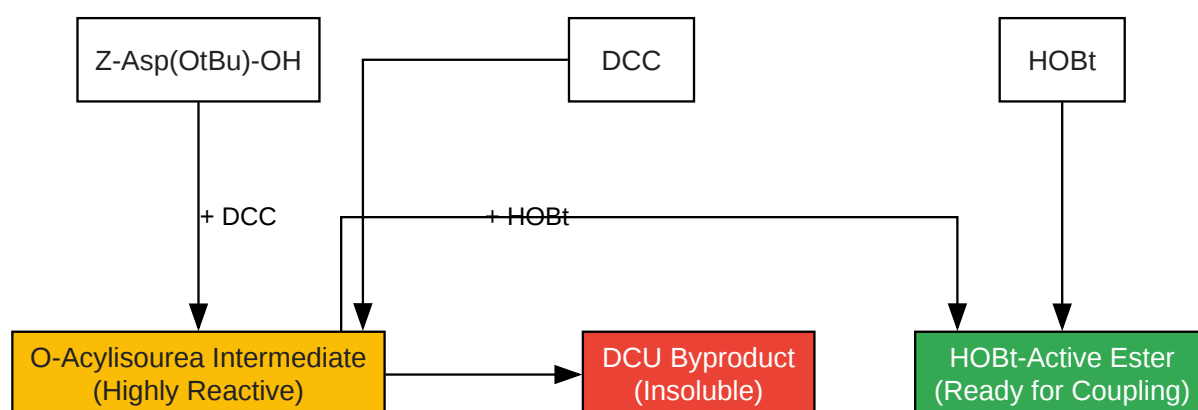 Z-Asp(OtBu)-OH
DCC
HOBt
+ DCC
+ HOBt
O-Acylisourea Intermediate
(Highly Reactive)
DCU Byproduct
(Insoluble)
HOBt-Active Ester
(Ready for Coupling)